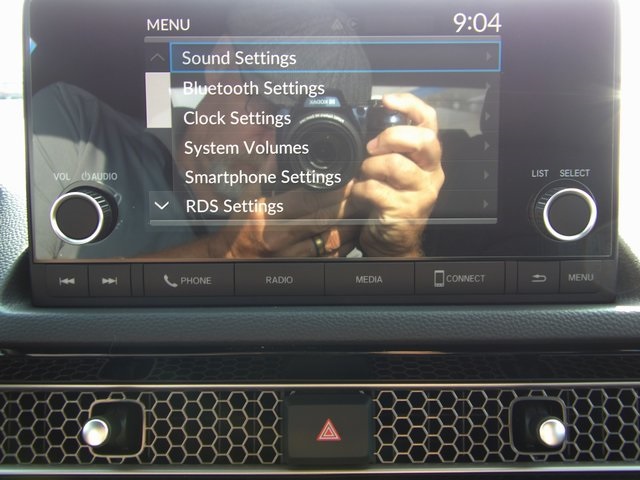 MENU 9:04
Sound Settings
Bluetooth Settings
Clock Settings
System Volumes
Smartphone Settings
RDS Settings
VOL AUDIO
LIST SELECT
PHONE RADIO MEDIA CONNECT MENU
KODAK